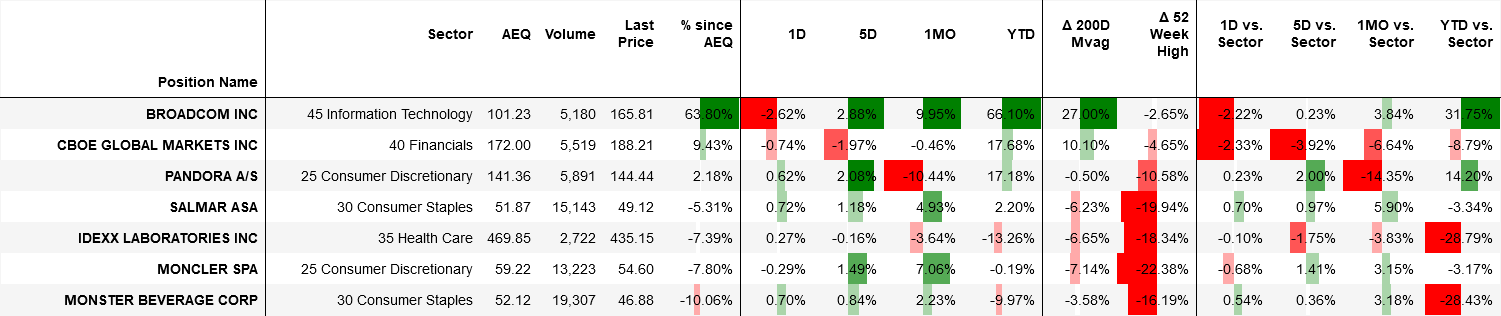 Position Name Sector AEQ Volume Last Price % since AEQ 1D 5D 1MO YTD Δ 200D Mvag Δ 52 Week High 1D vs. Sector 5D vs. Sector 1MO vs. Sector YTD vs. Sector
BROADCOM INC 45 Information Technology 101.23 5,180 165.81 63.80% -2.62% 2.88% 9.95% 66.10% 27.00% -2.65% -2.22% 0.23% 3.84% 31.75%
CBOE GLOBAL MARKETS INC 40 Financials 172.00 5,519 188.21 9.43% -0.74% -1.97% -0.46% 17.68% 10.10% -4.65% -2.33% -3.92% -6.64% -8.79%
PANDORA A/S 25 Consumer Discretionary 141.36 5,891 144.44 2.18% 0.62% 2.08% -10.44% 17.18% -0.50% -10.58% 0.23% 2.00% -14.35% 14.20%
SALMAR ASA 30 Consumer Staples 51.87 15,143 49.12 -5.31% 0.72% 1.18% 4.93% 2.20% -6.23% -19.94% 0.70% 0.97% 5.90% -3.34%
IDEXX LABORATORIES INC 35 Health Care 469.85 2,722 435.15 -7.39% 0.27% -0.16% -3.64% -13.26% -6.65% -18.34% -0.10% -1.75% -3.83% -28.79%
MONCLER SPA 25 Consumer Discretionary 59.22 13,223 54.60 -7.80% -0.29% 1.49% 7.06% -0.19% -7.14% -22.38% -0.68% 1.41% 3.15% -3.17%
MONSTER BEVERAGE CORP 30 Consumer Staples 52.12 19,307 46.88 -10.06% 0.70% 0.84% 2.23% -9.97% -3.58% -16.19% 0.54% 0.36% 3.18% -28.43%